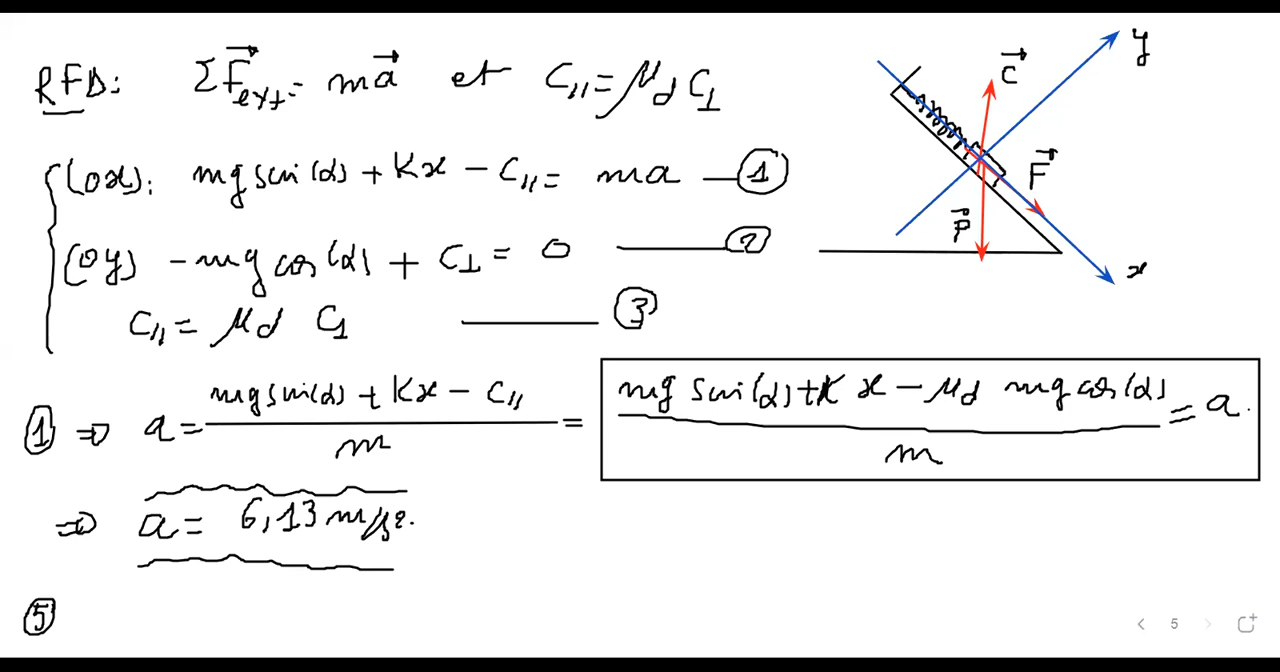 RFD: ΣF⃗ext = ma⃗ et C// = μd C⊥
(ox): mg sin(α) + Kx - C// = ma — ①
(oy) - mg cos(α) + C⊥ = 0 — ②
C// = μd C⊥ — ③
① ⇒ a = (mg sin(α) + Kx - C//) / m = (mg sin(α) + K x - μd mg cos(α)) / m = a.
⇒ a = 6,13 m/s².
⑤
y
C⃗
F⃗
P⃗
x
5